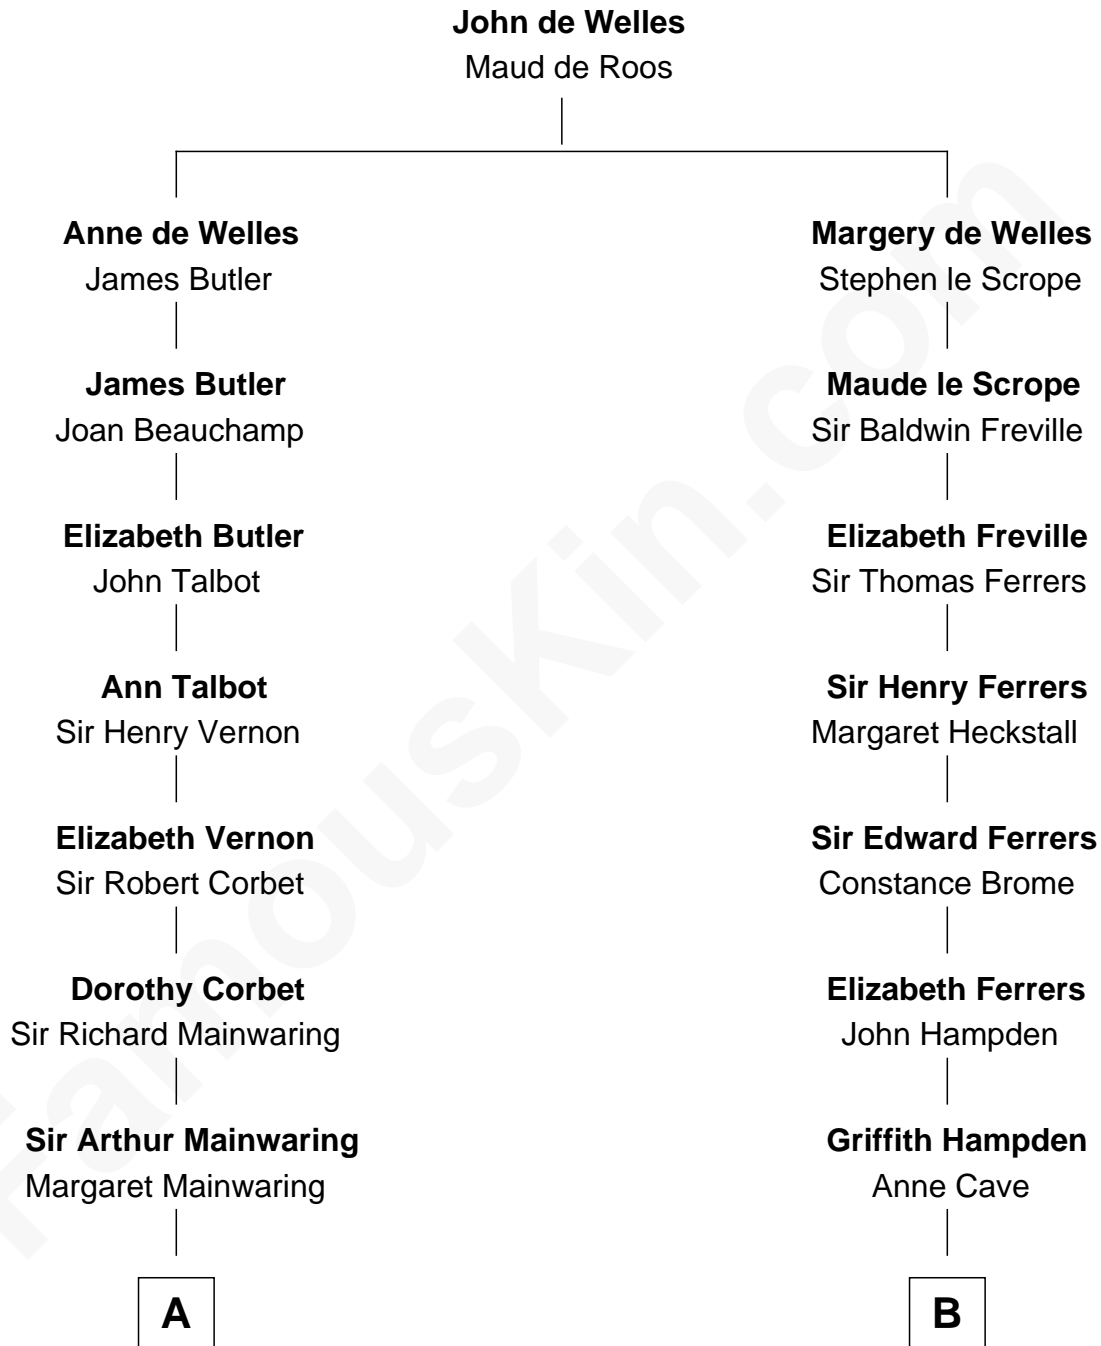 John de Welles
Maud de Roos
Anne de Welles
James Butler
Margery de Welles
Stephen le Scrope
James Butler
Joan Beauchamp
Maude le Scrope
Sir Baldwin Freville
Elizabeth Butler
John Talbot
Elizabeth Freville
Sir Thomas Ferrers
Ann Talbot
Sir Henry Vernon
Sir Henry Ferrers
Margaret Heckstall
Elizabeth Vernon
Sir Robert Corbet
Sir Edward Ferrers
Constance Brome
Dorothy Corbet
Sir Richard Mainwaring
Elizabeth Ferrers
John Hampden
Sir Arthur Mainwaring
Margaret Mainwaring
Griffith Hampden
Anne Cave
A
B
FamousKin.com